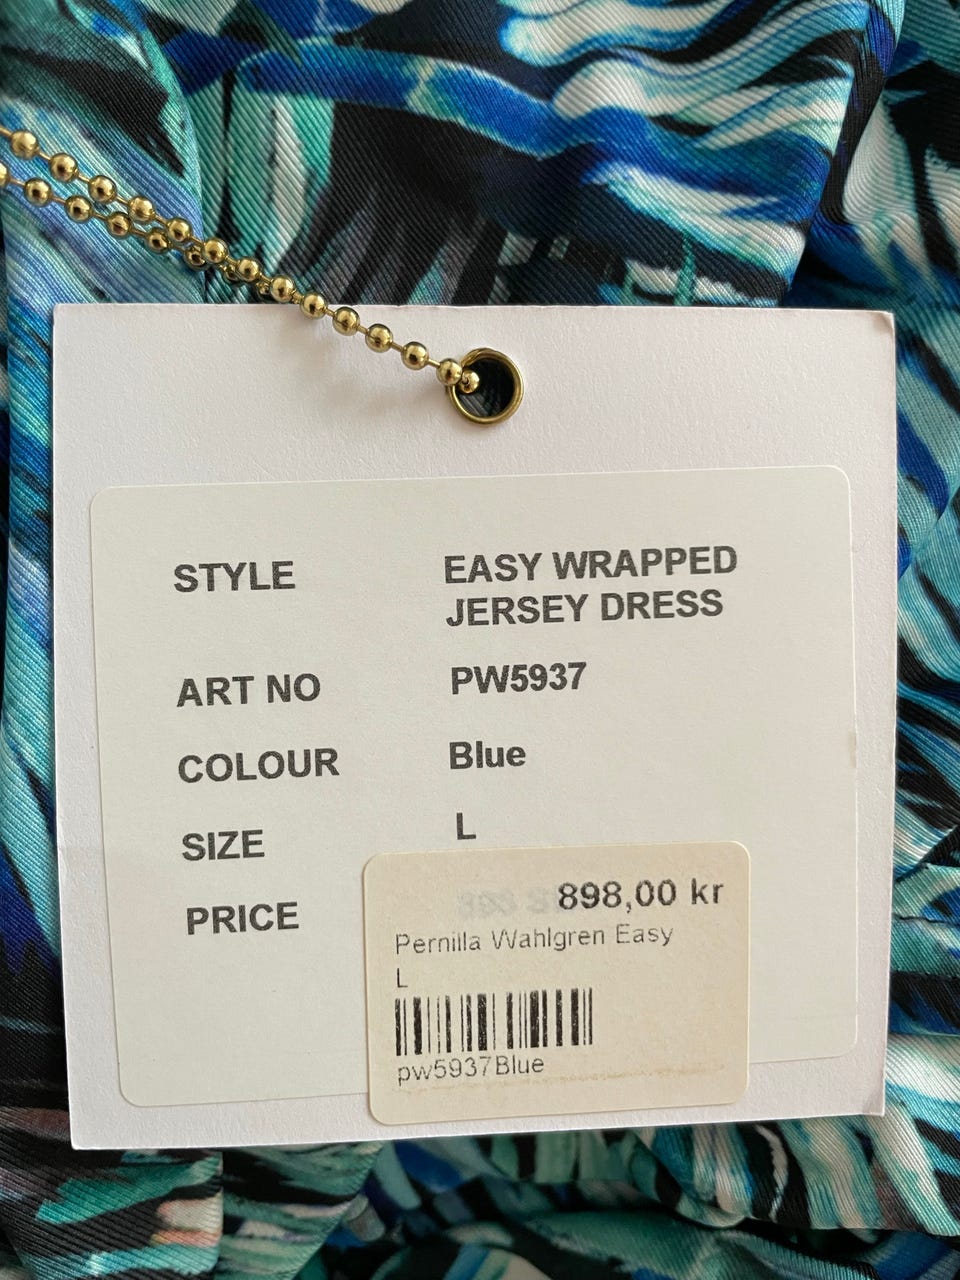 STYLE EASY WRAPPED
JERSEY DRESS
ART NO PW5937
COLOUR Blue
SIZE L
PRICE
898,00 kr
Pernilla Wahlgren Easy
L
pw5937Blue